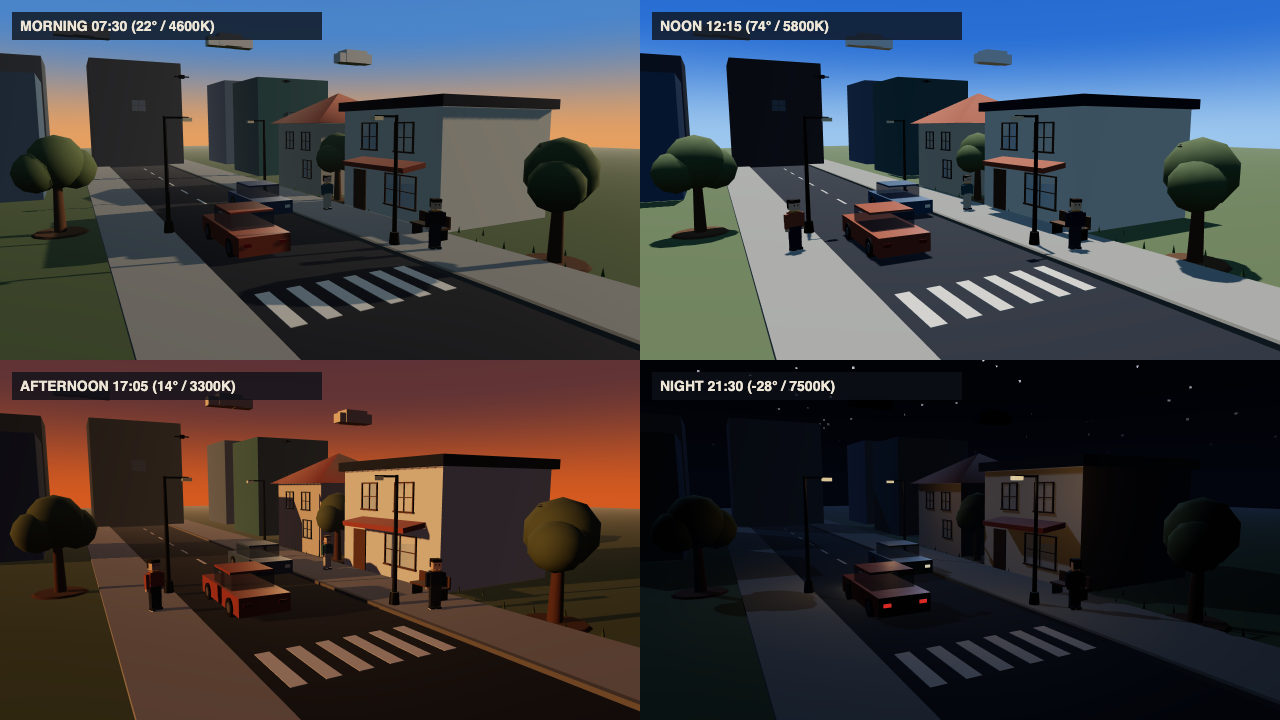 MORNING 07:30 (22° / 4600K)
NOON 12:15 (74° / 5800K)
AFTERNOON 17:05 (14° / 3300K)
NIGHT 21:30 (-28° / 7500K)